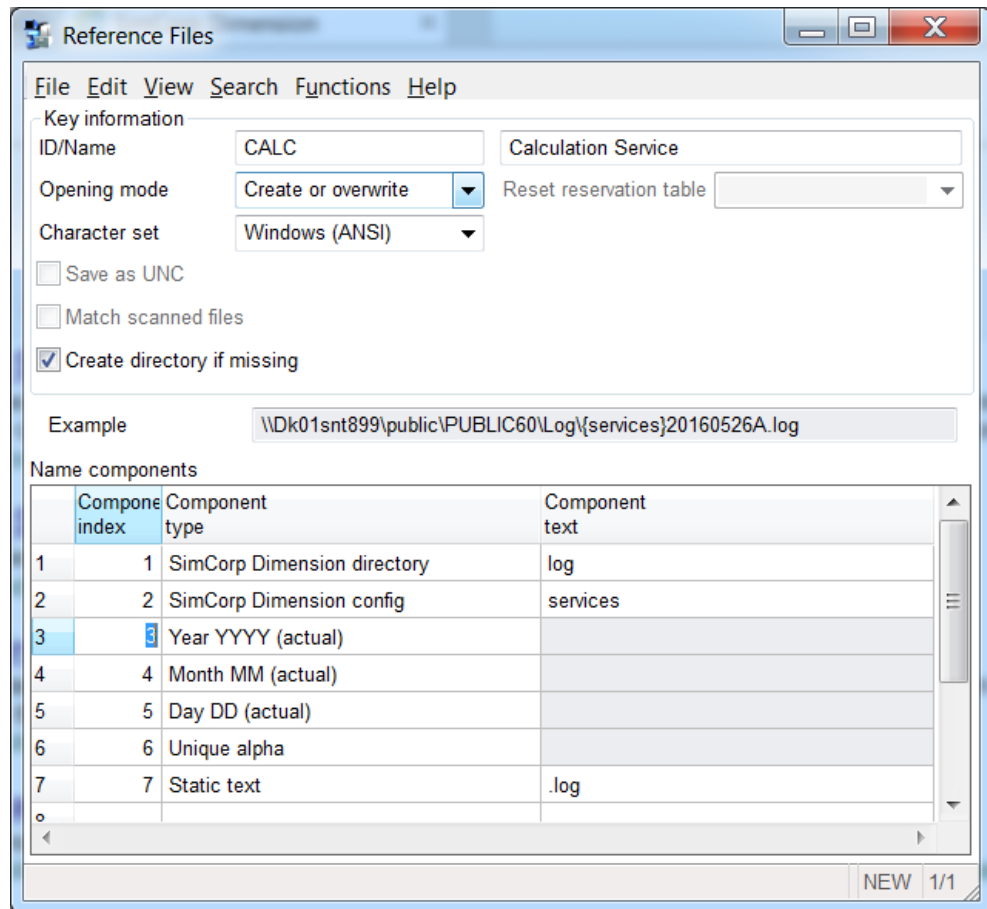 Reference Files
File Edit View Search Functions Help
Key information
ID/Name CALC Calculation Service
Opening mode Create or overwrite Reset reservation table
Character set Windows (ANSI)
Save as UNC
Match scanned files
Create directory if missing
Example \\Dk01snt899\public\PUBLIC60\Log\{services}20160526A.log
Name components
Compone Component Component
index type text
1 1 SimCorp Dimension directory log
2 2 SimCorp Dimension config services
3 3 Year YYYY (actual)
4 4 Month MM (actual)
5 5 Day DD (actual)
6 6 Unique alpha
7 7 Static text .log
NEW 1/1